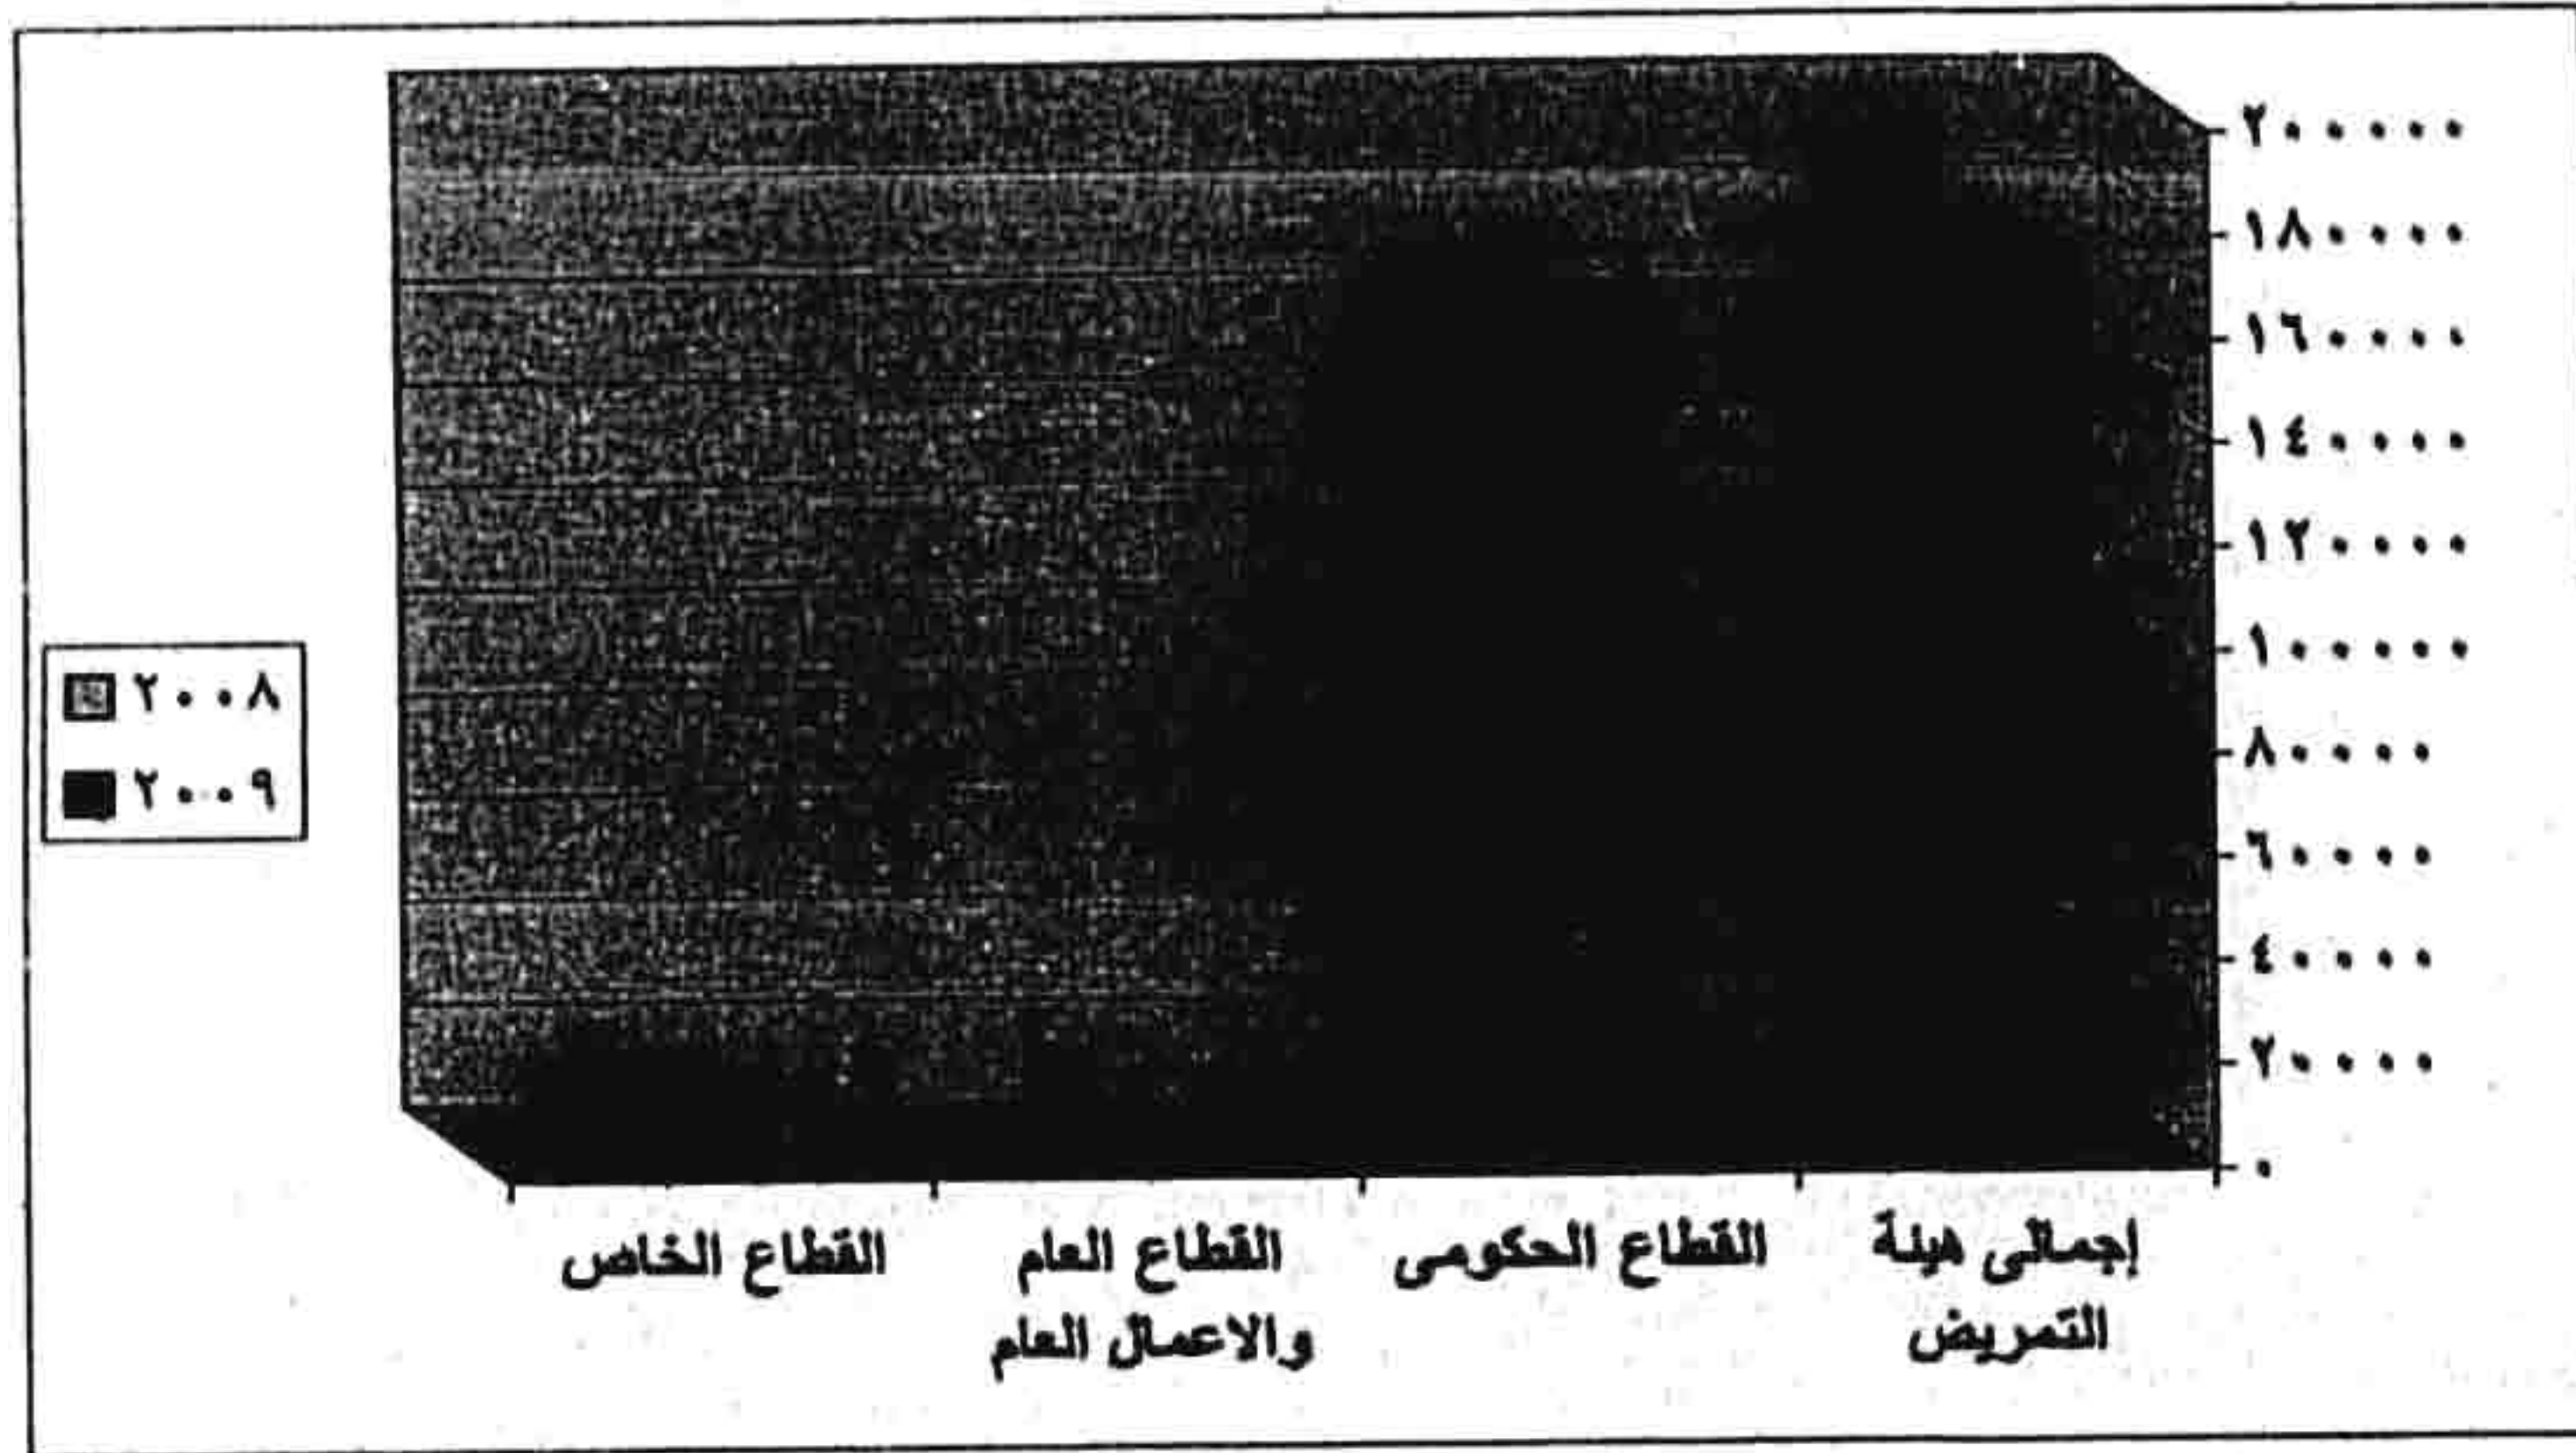 ٢٠٠٠٠٠
١٨٠٠٠٠
١٦٠٠٠٠
١٤٠٠٠٠
١٢٠٠٠٠
١٠٠٠٠٠
٨٠٠٠٠
٦٠٠٠٠
٤٠٠٠٠
٢٠٠٠٠
٠
إجمالى هيئة
التمريض
القطاع الحكومى
القطاع العام
والاعمال العام
القطاع الخاص
٢٠٠٨
٢٠٠٩